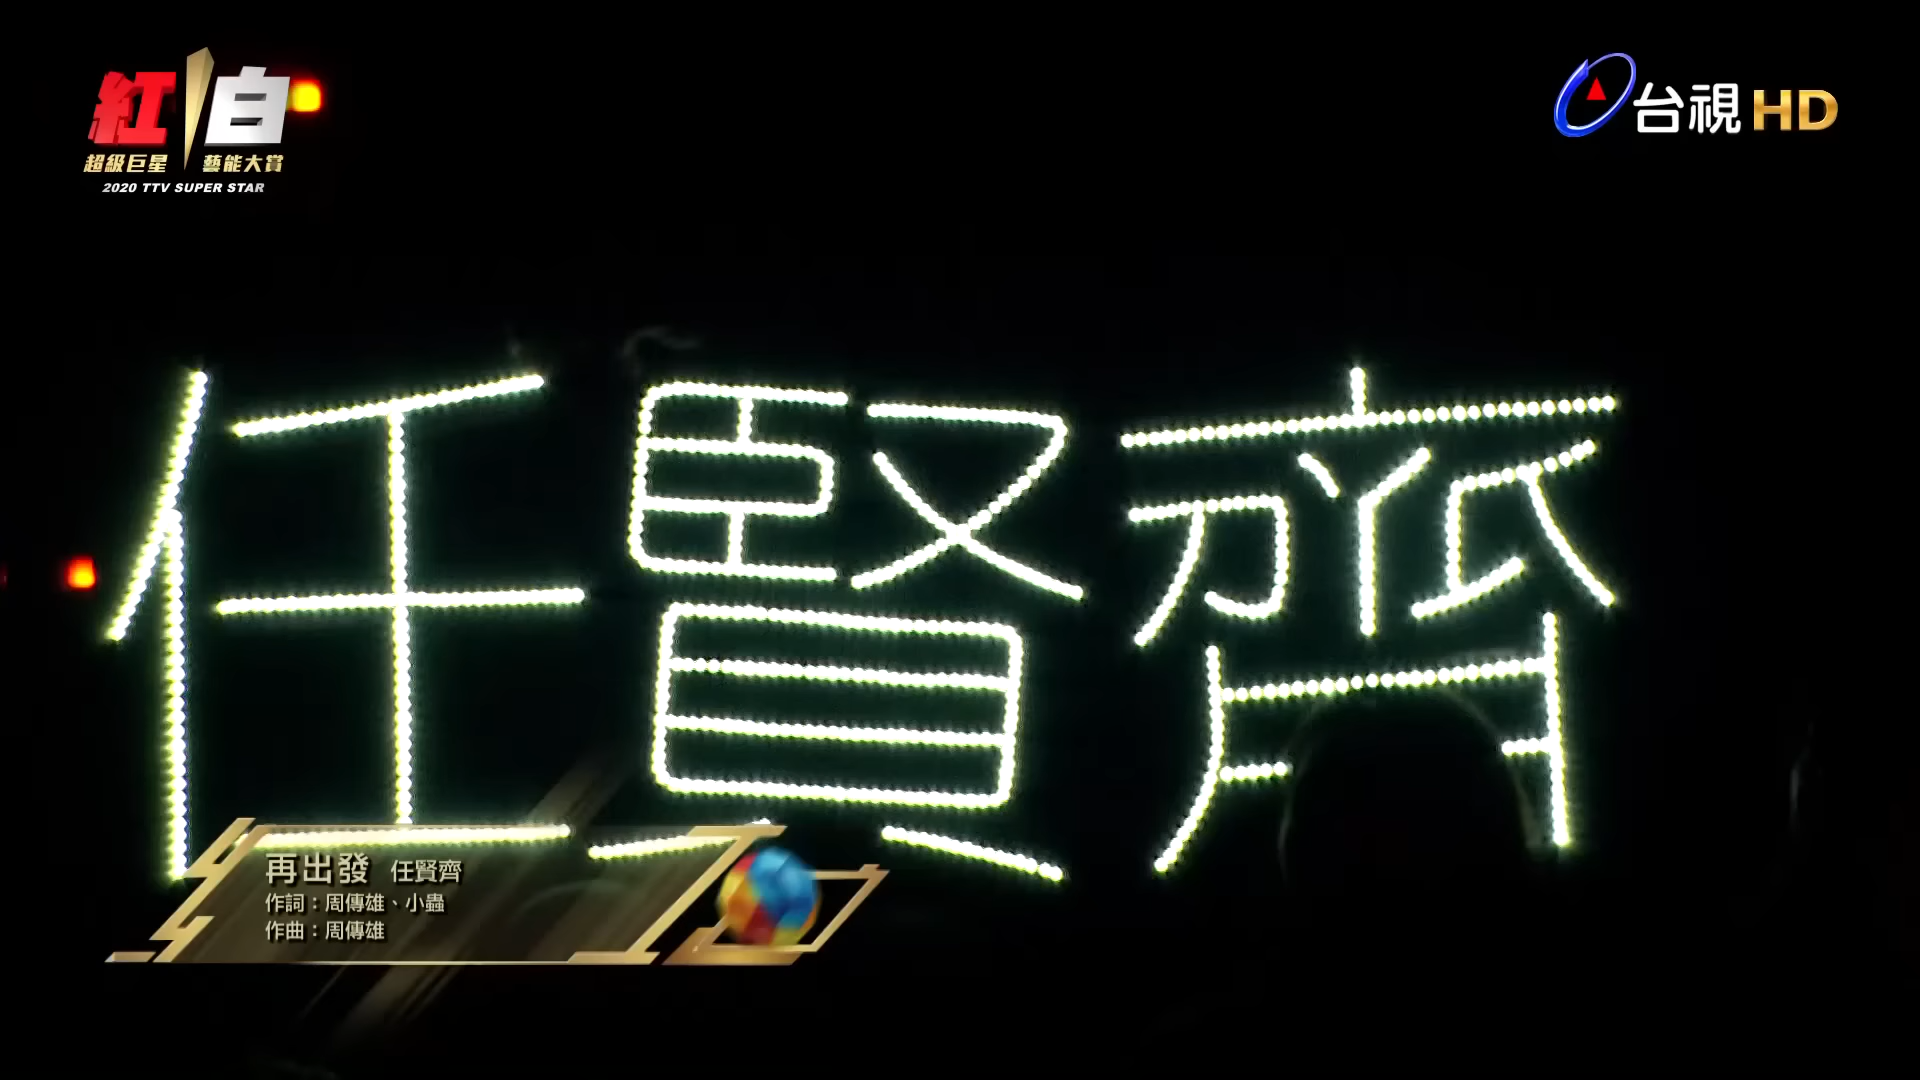 紅白
超級巨星 藝能大賞
2020 TTV SUPER STAR
台視HD
任賢齊
再出發 任賢齊
作詞：周傳雄、小蟲
作曲：周傳雄